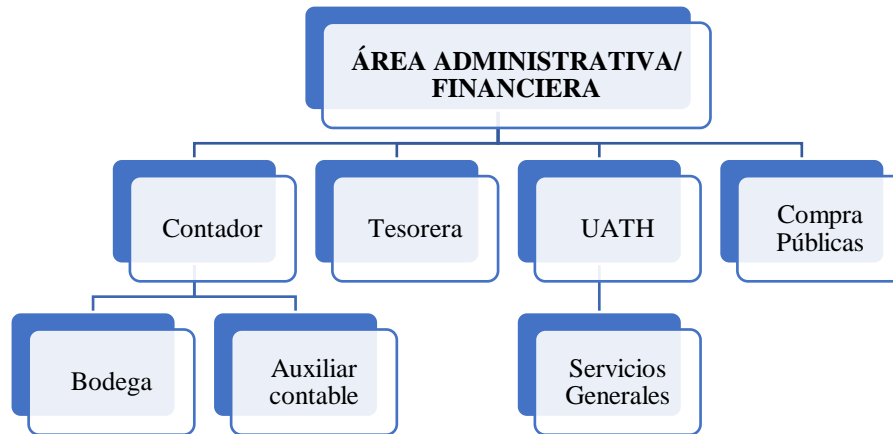 ÁREA ADMINISTRATIVA/
FINANCIERA
Contador
Tesorera
UATH
Compra
Públicas
Bodega
Auxiliar
contable
Servicios
Generales